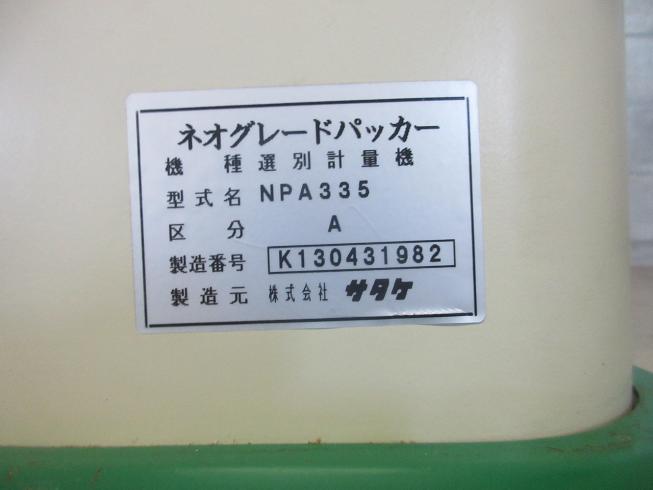 ネオグレードパッカー
機種 選別計量機
型式名 NPA335
区分 A
製造番号 K130431982
製造元 株式会社 サタケ